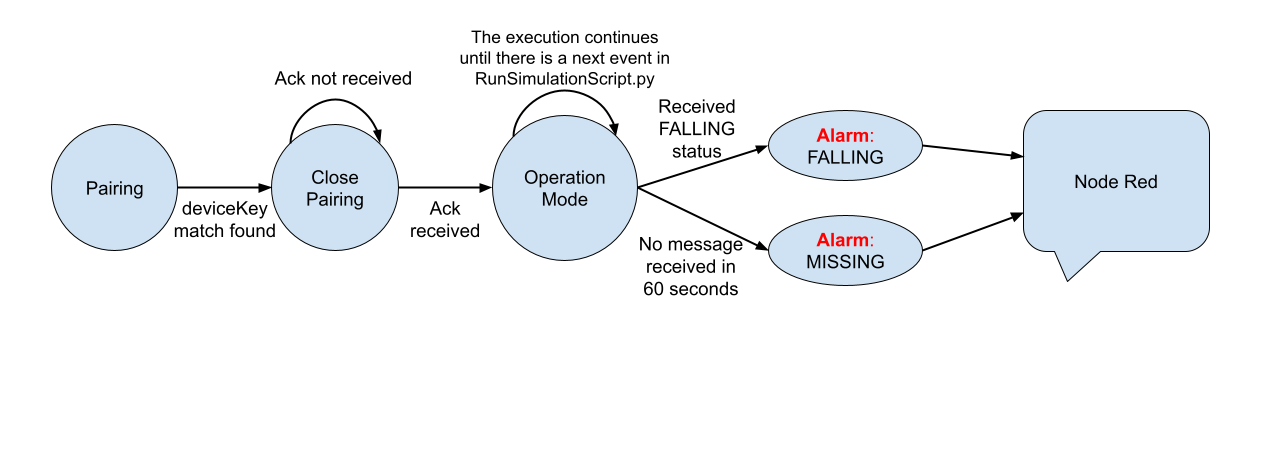 Pairing
deviceKey
match found
Ack not received
Close
Pairing
Ack
received
The execution continues
until there is a next event in
RunSimulationScript.py
Operation
Mode
Received
FALLING
status
No message
received in
60 seconds
Alarm:
FALLING
Alarm:
MISSING
Node Red